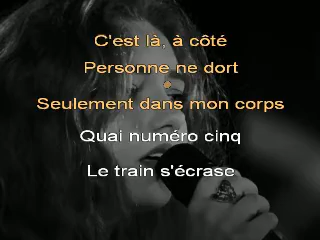 C'est là, à côté
Personne ne dort
Seulement dans mon corps
Quai numéro cinq
Le train s'écrase